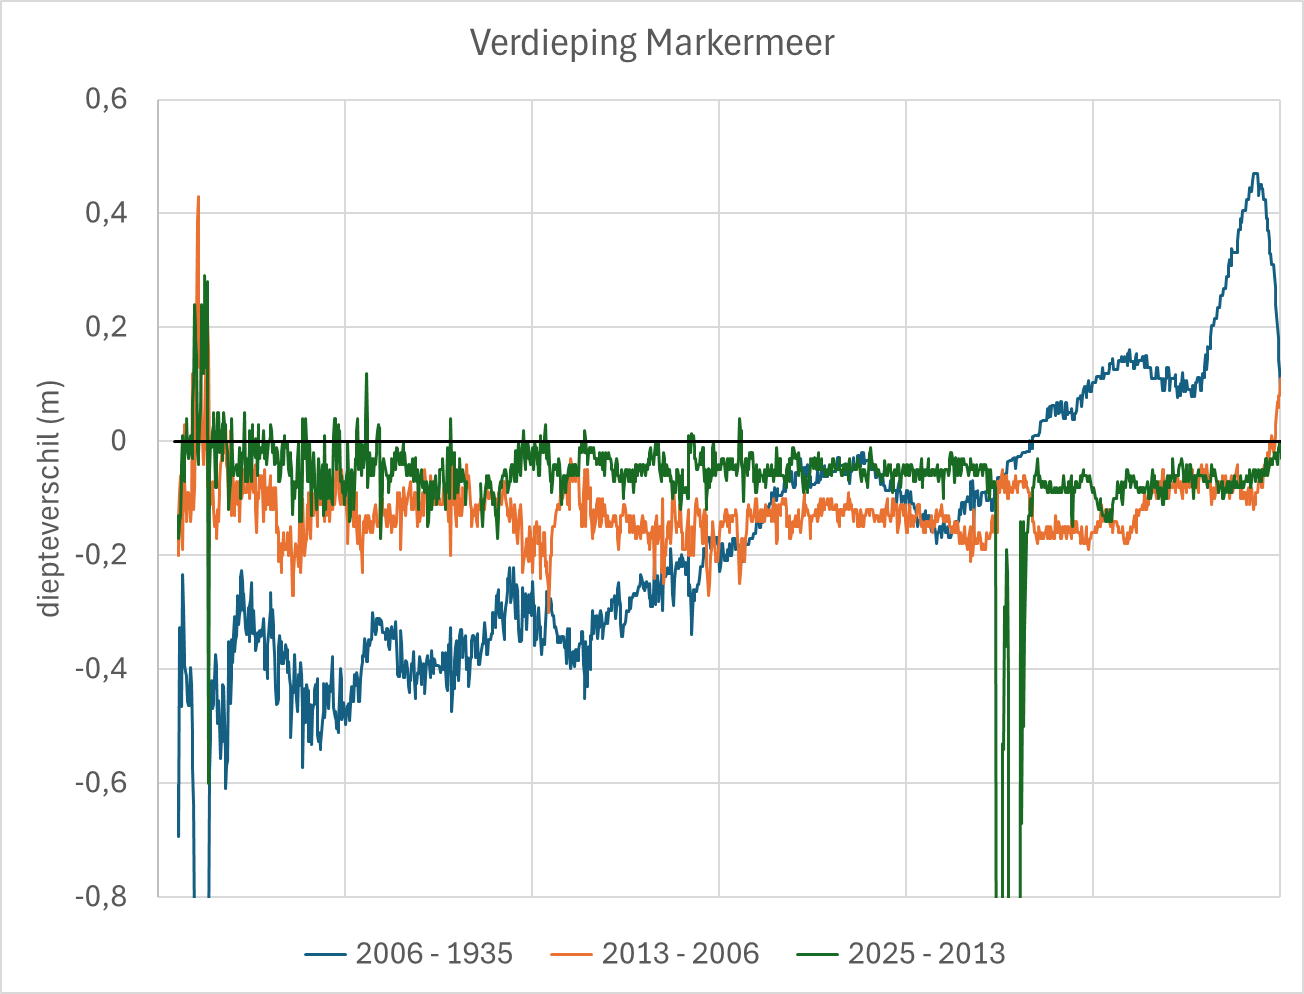 Verdieping Markermeer
0,6
0,4
0,2
0
-0,2
-0,4
-0,6
-0,8
diepteverschil (m)
2006 - 1935 2013 - 2006 2025 - 2013